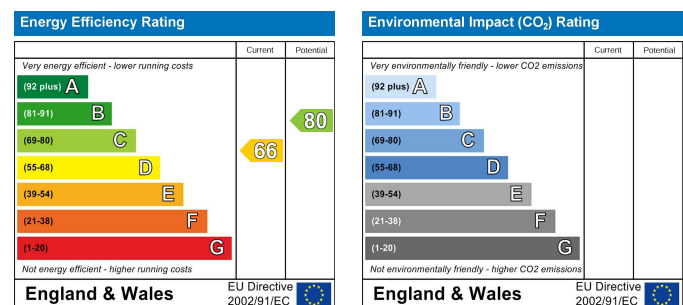 Energy Efficiency Rating
Current Potential
Very energy efficient - lower running costs
(92 plus) A
(81-91) B
80
(69-80) C
66
(55-68) D
(39-54) E
(21-38) F
(1-20) G
Not energy efficient - higher running costs
England & Wales
EU Directive
2002/91/EC
Environmental Impact (CO₂) Rating
Current Potential
Very environmentally friendly - lower CO2 emissions
(92 plus) A
(81-91) B
(69-80) C
(55-68) D
(39-54) E
(21-38) F
(1-20) G
Not environmentally friendly - higher CO2 emissions
England & Wales
EU Directive
2002/91/EC